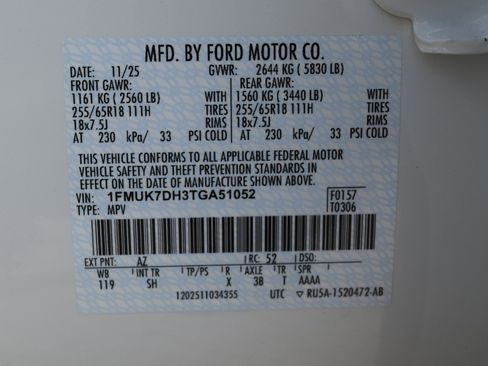 MFD. BY FORD MOTOR CO.
DATE: 11/25 GVWR: 2644 KG ( 5830 LB)
FRONT GAWR: REAR GAWR:
1161 KG ( 2560 LB) WITH 1560 KG ( 3440 LB) WITH
255/65R18 111H TIRES 255/65R18 111H TIRES
18x7.5J RIMS 18x7.5J RIMS
AT 230 kPa/ 33 PSI COLD AT 230 kPa/ 33 PSI COLD
THIS VEHICLE CONFORMS TO ALL APPLICABLE FEDERAL MOTOR
VEHICLE SAFETY AND THEFT PREVENTION STANDARDS IN
EFFECT ON THE DATE OF MANUFACTURE SHOWN ABOVE.
VIN: 1FMUK7DH3TGA51052 F0157
TYPE: MPV T0306
EXT PNT: AZ RC: 52 DSO:
WB INT TR TP/PS R AXLE TR SPR
119 SH X 3B T AAAA
1202511034355 UTC RU5A-1520472-AB